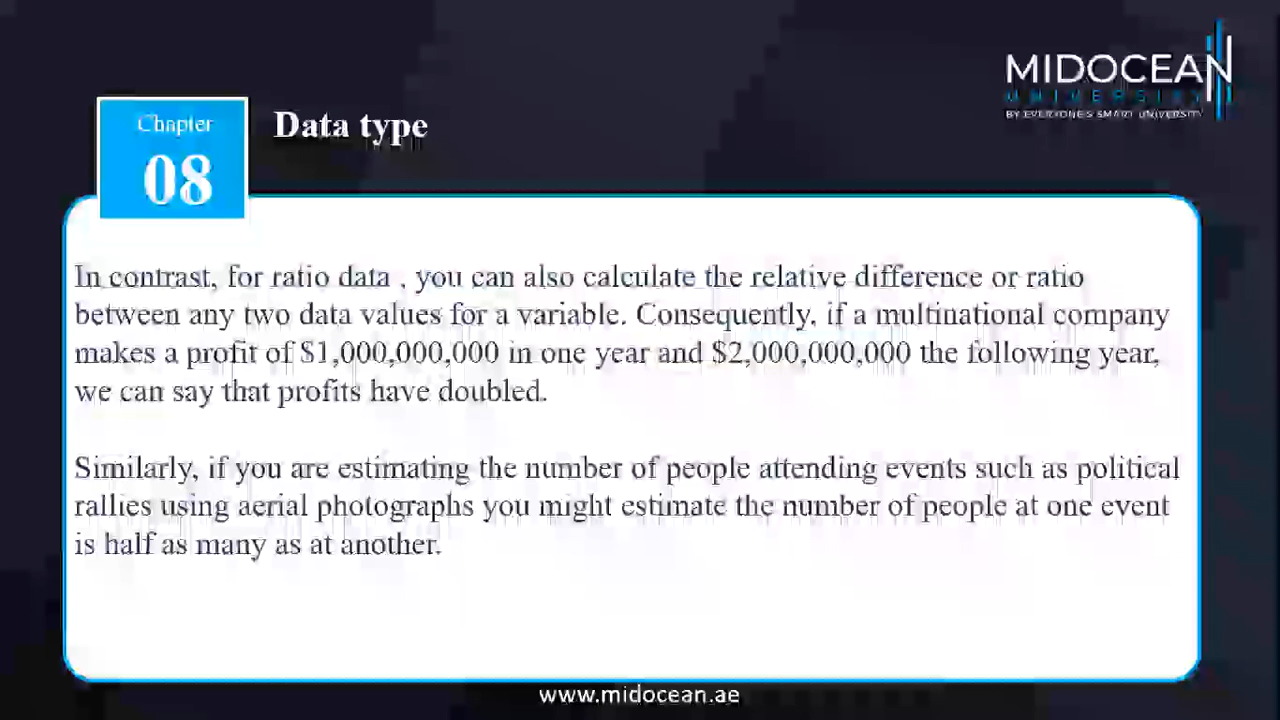 MIDOCEAN
UNIVERSITY
BY EVERYONE'S SMART UNIVERSITY
Chapter
08
Data type
In contrast, for ratio data , you can also calculate the relative difference or ratio
between any two data values for a variable. Consequently, if a multinational company
makes a profit of $1,000,000,000 in one year and $2,000,000,000 the following year,
we can say that profits have doubled.
Similarly, if you are estimating the number of people attending events such as political
rallies using aerial photographs you might estimate the number of people at one event
is half as many as at another.
www.midocean.ae